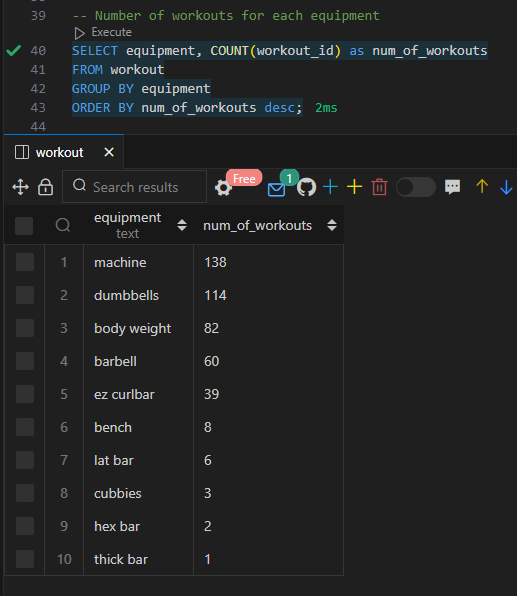 39 -- Number of workouts for each equipment
Execute
40 SELECT equipment, COUNT(workout_id) as num_of_workouts
41 FROM workout
42 GROUP BY equipment
43 ORDER BY num_of_workouts desc; 2ms
44
workout
Search results Free 1
equipment text num_of_workouts
1 machine 138
2 dumbbells 114
3 body weight 82
4 barbell 60
5 ez curlbar 39
6 bench 8
7 lat bar 6
8 cubbies 3
9 hex bar 2
10 thick bar 1